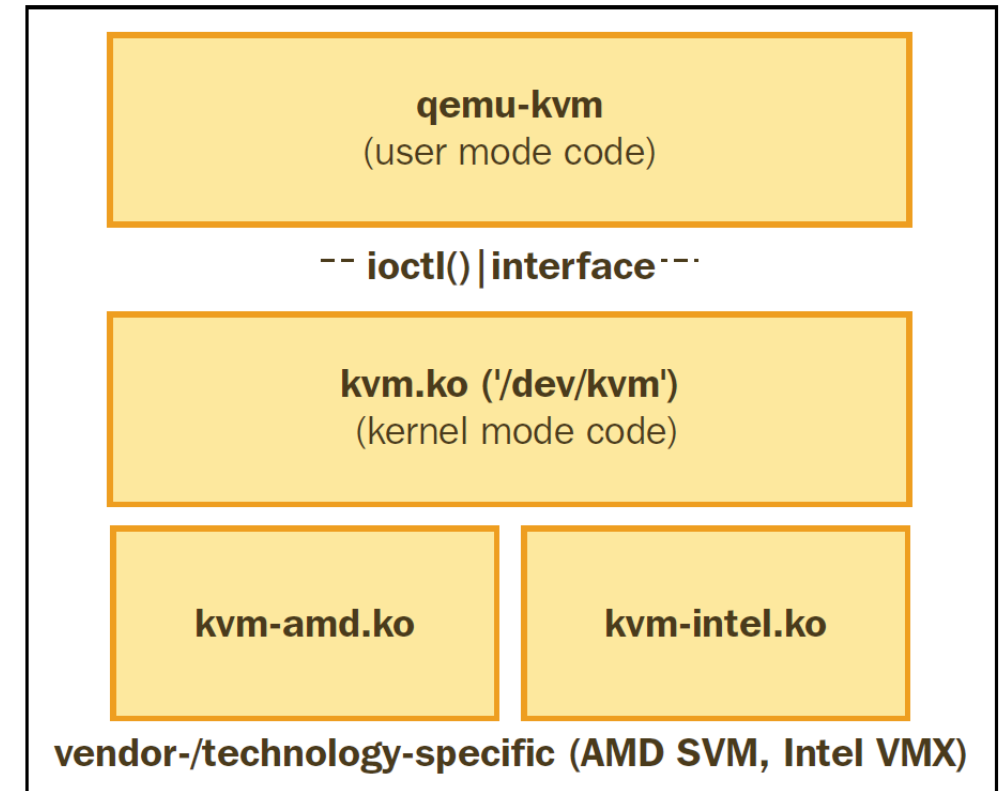 qemu-kvm
(user mode code)
-- ioctl()|interface---
kvm.ko ('/dev/kvm')
(kernel mode code)
kvm-amd.ko
kvm-intel.ko
vendor-/technology-specific (AMD SVM, Intel VMX)